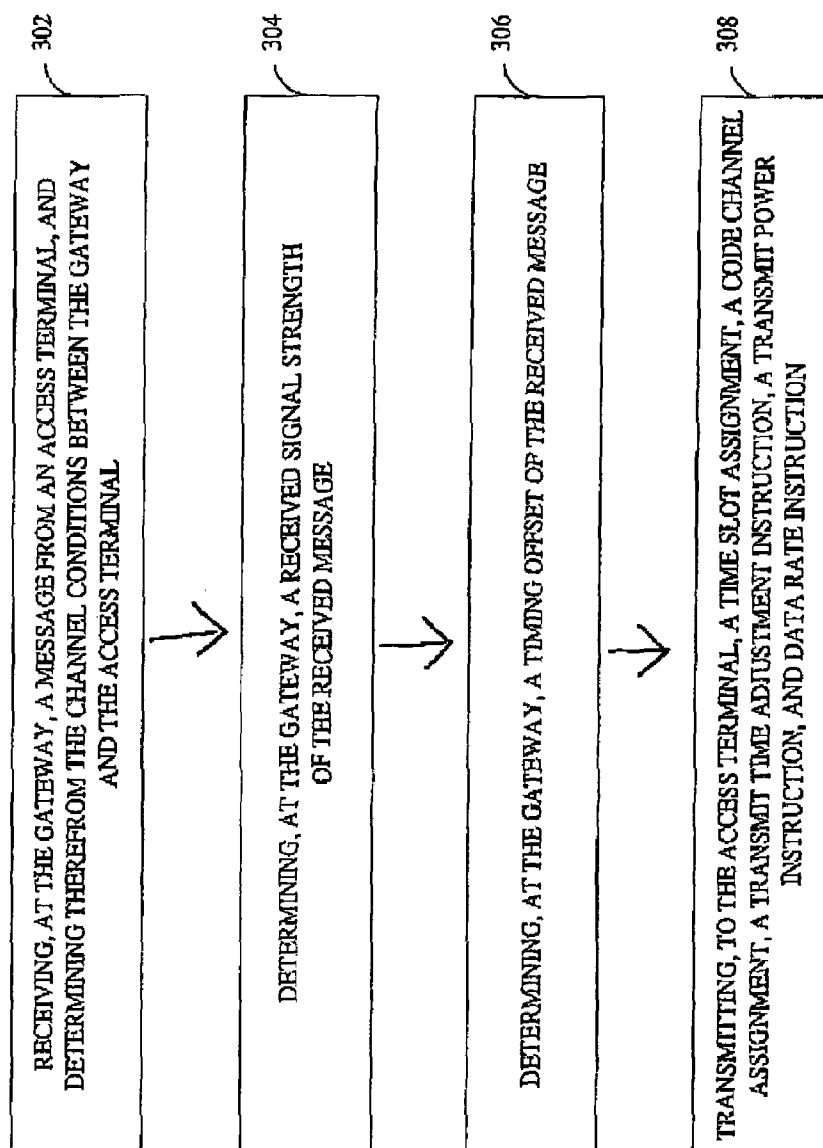 302
RECEIVING, AT THE GATEWAY, A MESSAGE FROM AN ACCESS TERMINAL, AND
DETERMINING THEREFROM THE CHANNEL CONDITIONS BETWEEN THE GATEWAY
AND THE ACCESS TERMINAL
304
DETERMINING, AT THE GATEWAY, A RECEIVED SIGNAL STRENGTH
OF THE RECEIVED MESSAGE
306
DETERMINING, AT THE GATEWAY, A TIMING OFFSET OF THE RECEIVED MESSAGE
308
TRANSMITTING, TO THE ACCESS TERMINAL, A TIME SLOT ASSIGNMENT, A CODE CHANNEL
ASSIGNMENT, A TRANSMIT TIME ADJUSTMENT INSTRUCTION, A TRANSMIT POWER
INSTRUCTION, AND DATA RATE INSTRUCTION